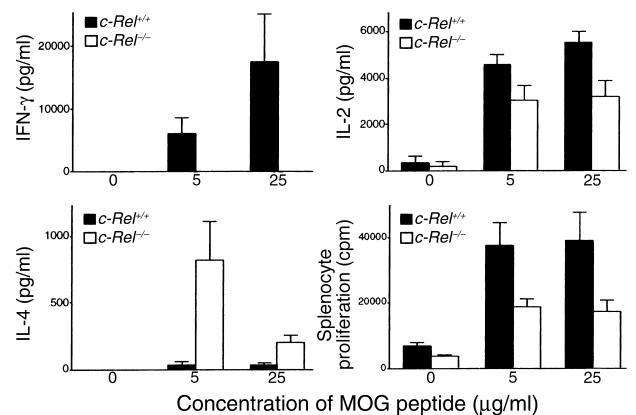 IFN-γ (pg/ml)
20000
10000
0
c-Rel+/+
c-Rel−/−
0
5
25
IL-2 (pg/ml)
6000
4000
2000
0
c-Rel+/+
c-Rel−/−
0
5
25
IL-4 (pg/ml)
1000
500
0
c-Rel+/+
c-Rel−/−
0
5
25
Splenocyte
proliferation (cpm)
40000
20000
0
c-Rel+/+
c-Rel−/−
0
5
25
Concentration of MOG peptide (μg/ml)